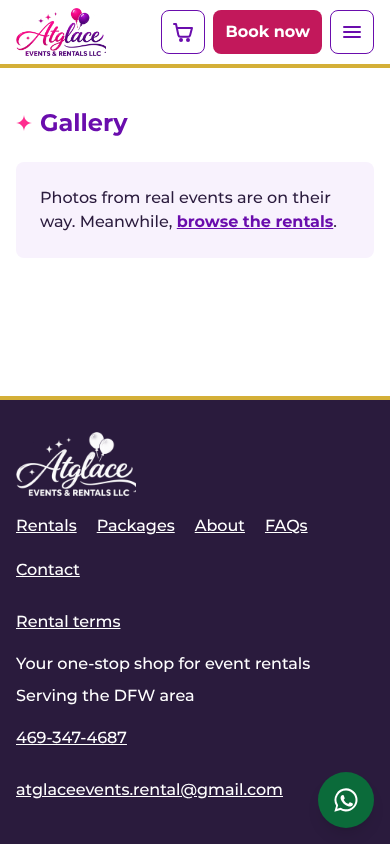 Atglace
EVENTS & RENTALS LLC
Book now
Gallery
Photos from real events are on their
way. Meanwhile, browse the rentals.
Atglace
EVENTS & RENTALS LLC
Rentals Packages About FAQs
Contact
Rental terms
Your one-stop shop for event rentals
Serving the DFW area
469-347-4687
atglaceevents.rental@gmail.com